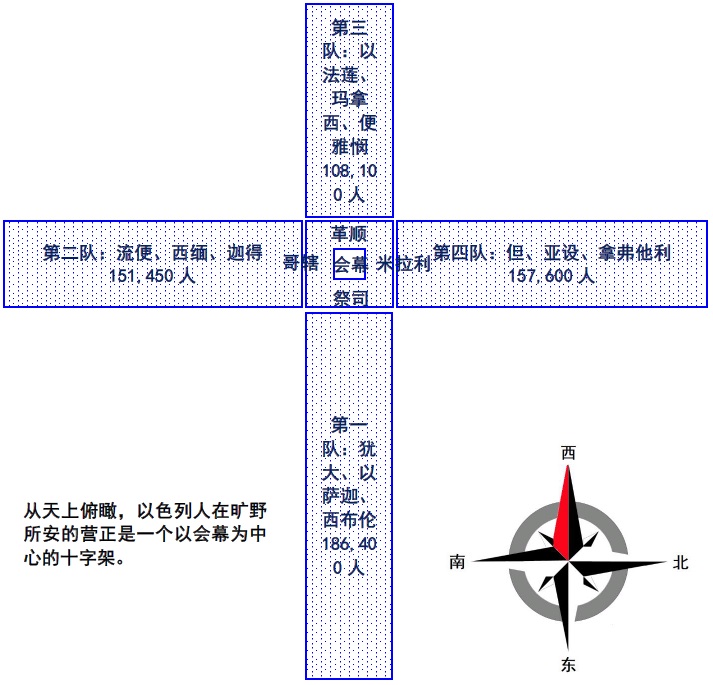 第三
队：以
法莲、
玛拿
西、便
雅悯
108,10
0 人
第二队：流便、西缅、迦得
151,450 人
革顺
哥辖
会幕
米拉利
祭司
第四队：但、亚设、拿弗他利
157,600 人
第一
队：犹
大、以
萨迦、
西布伦
186,40
0 人
从天上俯瞰，以色列人在旷野
所安的营正是一个以会幕为中
心的十字架。
西
南
北
东